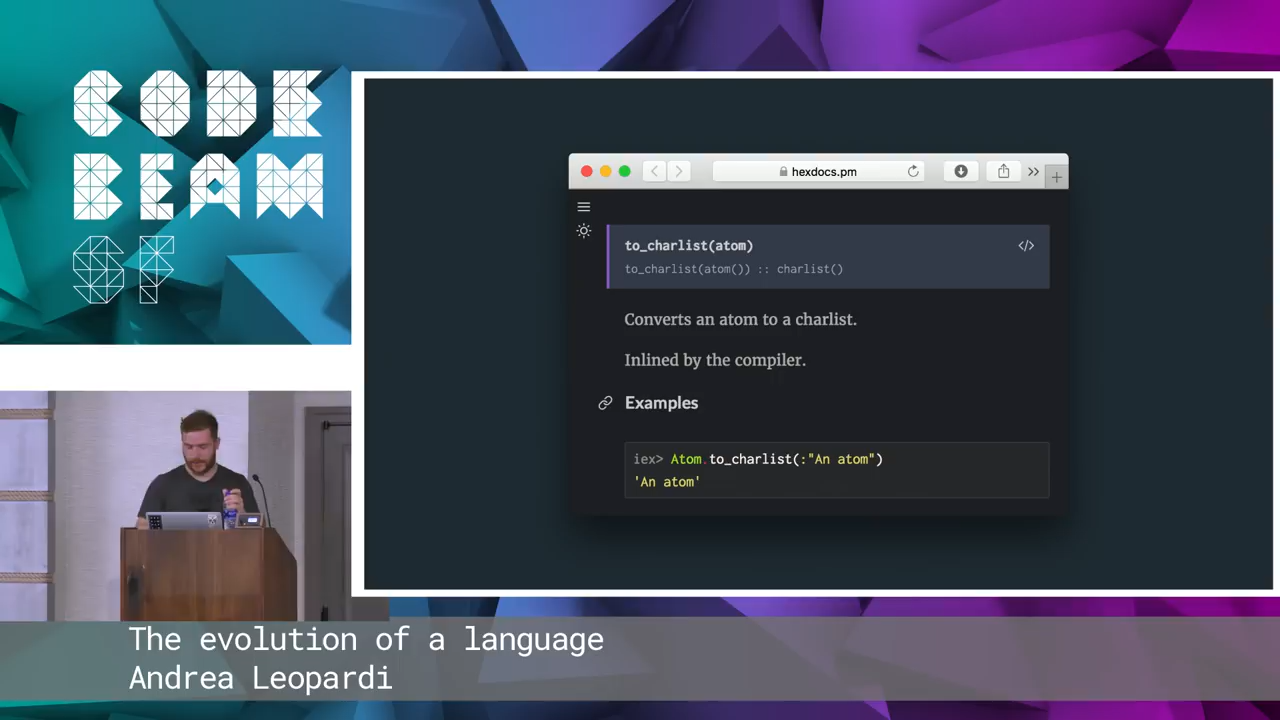 CODE
BEAM
SF
hexdocs.pm
to_charlist(atom)
</>
to_charlist(atom()) :: charlist()
Converts an atom to a charlist.
Inlined by the compiler.
Examples
iex> Atom.to_charlist(:"An atom")
'An atom'
The evolution of a language
Andrea Leopardi